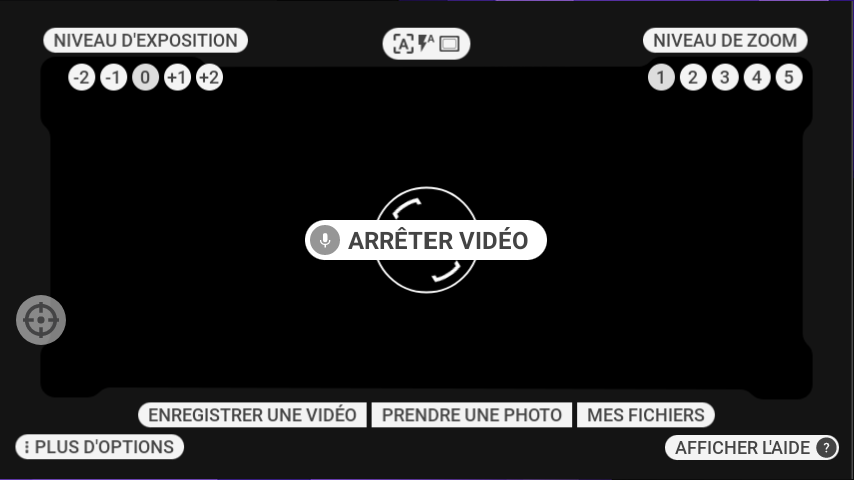 NIVEAU D'EXPOSITION
A
A
NIVEAU DE ZOOM
-2 -1 0 +1 +2
1 2 3 4 5
ARRÊTER VIDÉO
ENREGISTRER UNE VIDÉO PRENDRE UNE PHOTO MES FICHIERS
PLUS D'OPTIONS
AFFICHER L'AIDE ?